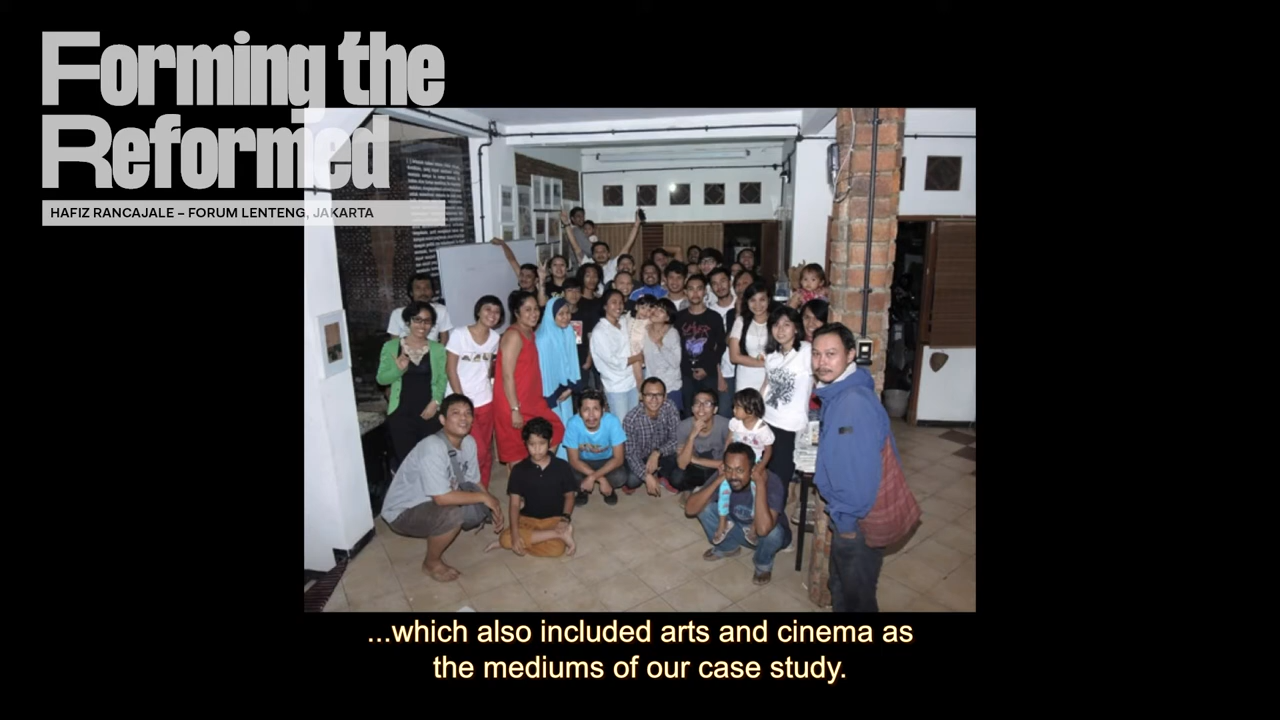 Forming the
Reformed
HAFIZ RANCAJALE – FORUM LENTENG, JAKARTA
...which also included arts and cinema as
the mediums of our case study.